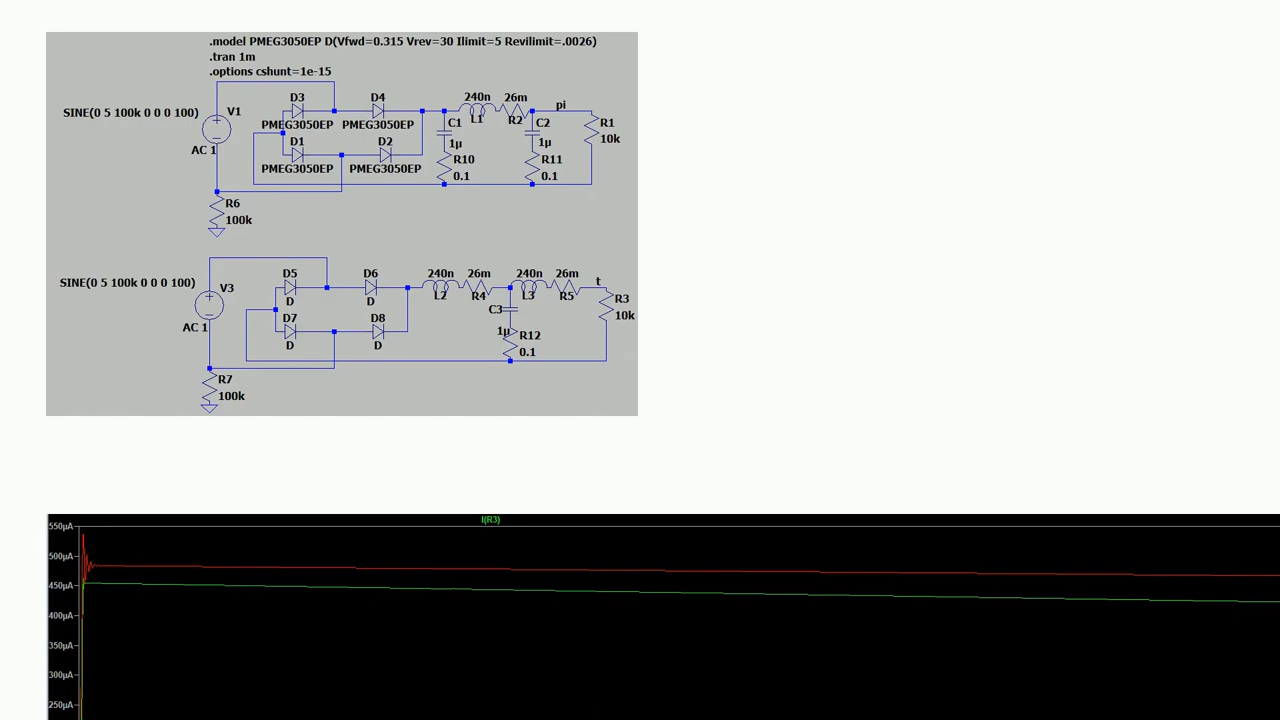 .model PMEG3050EP D(Vfwd=0.315 Vrev=30 Ilimit=5 Revilimit=.0026)
.tran 1m
.options cshunt=1e-15
SINE(0 5 100k 0 0 0 100)
V1
AC 1
D3
PMEG3050EP
D4
PMEG3050EP
D1
PMEG3050EP
D2
PMEG3050EP
240n
L1
26m
R2
pi
C1
1µ
R10
0.1
C2
1µ
R11
0.1
R1
10k
R6
100k
SINE(0 5 100k 0 0 0 100)
V3
AC 1
D5
D
D6
D
D7
D
D8
D
240n
L2
26m
R4
240n
L3
26m
R5
t
C3
1µ
R12
0.1
R3
10k
R7
100k
I(R3)
550µA
500µA
450µA
400µA
350µA
300µA
250µA